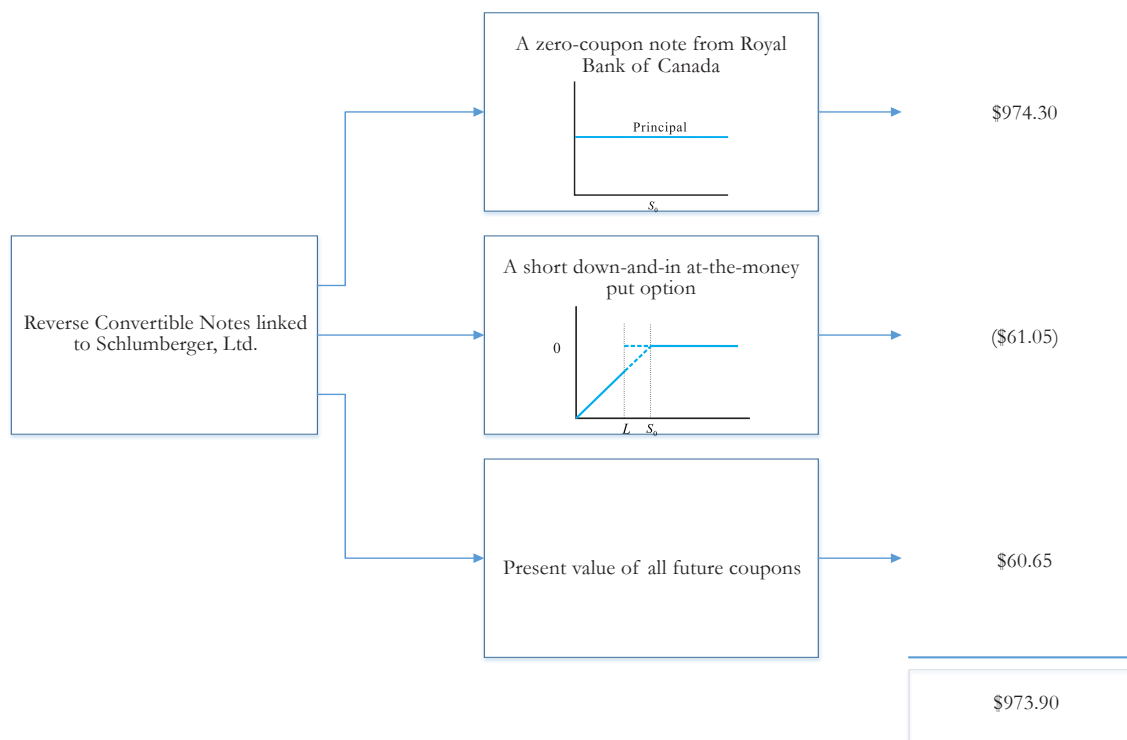 A zero-coupon note from Royal
Bank of Canada
Principal
S₀
$974.30
Reverse Convertible Notes linked
to Schlumberger, Ltd.
A short down-and-in at-the-money
put option
0
L S₀
($61.05)
Present value of all future coupons
$60.65
$973.90